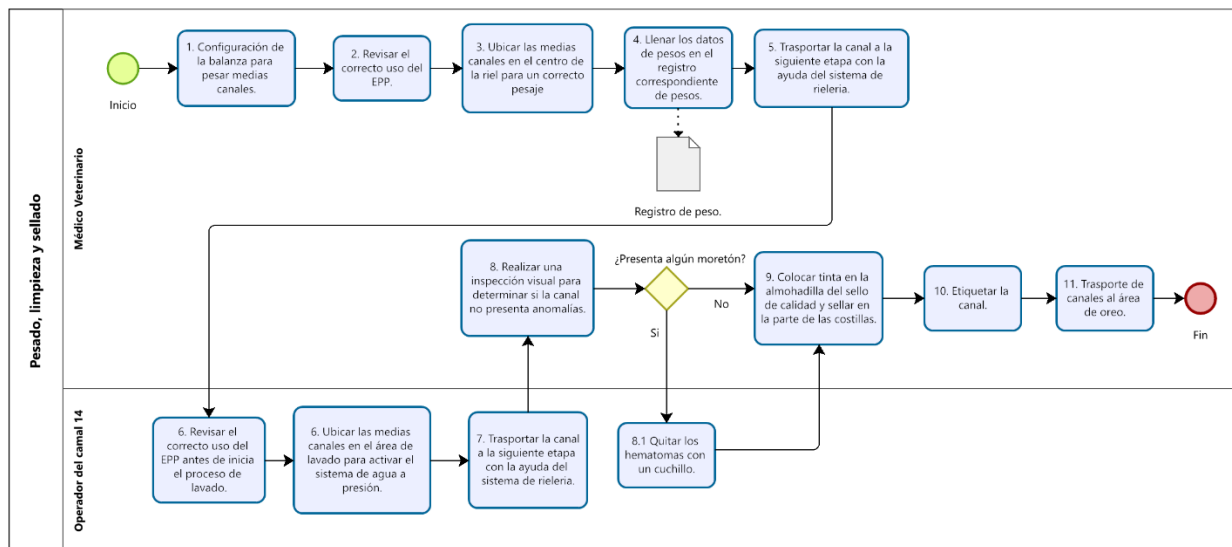 Pesado, limpieza y sellado
Médico Veterinario
Inicio
1. Configuración de
la balanza para
pesar medias
canales.
2. Revisar el
correcto uso del
EPP.
3. Ubicar las medias
canales en el centro de
la riel para un correcto
pesaje
4. Llenar los datos
de pesos en el
registro
correspondiente
de pesos.
5. Trasportar la canal a la
siguiente etapa con la
ayuda del sistema de
rieleria.
Registro de peso.
8. Realizar una
inspección visual para
determinar si la canal
no presenta anomalías.
¿Presenta algún moretón?
No
Si
9. Colocar tinta en la
almohadilla del sello
de calidad y sellar en
la parte de las costillas.
10. Etiquetar la
canal.
11. Trasporte de
canales al área
de oreo.
Fin
Operador del camal 14
6. Revisar el
correcto uso del
EPP antes de inicia
el proceso de
lavado.
6. Ubicar las medias
canales en el área de
lavado para activar el
sistema de agua a
presión.
7. Trasportar la canal
a la siguiente etapa
con la ayuda del
sistema de rieleria.
8.1 Quitar los
hematomas con
un cuchillo.